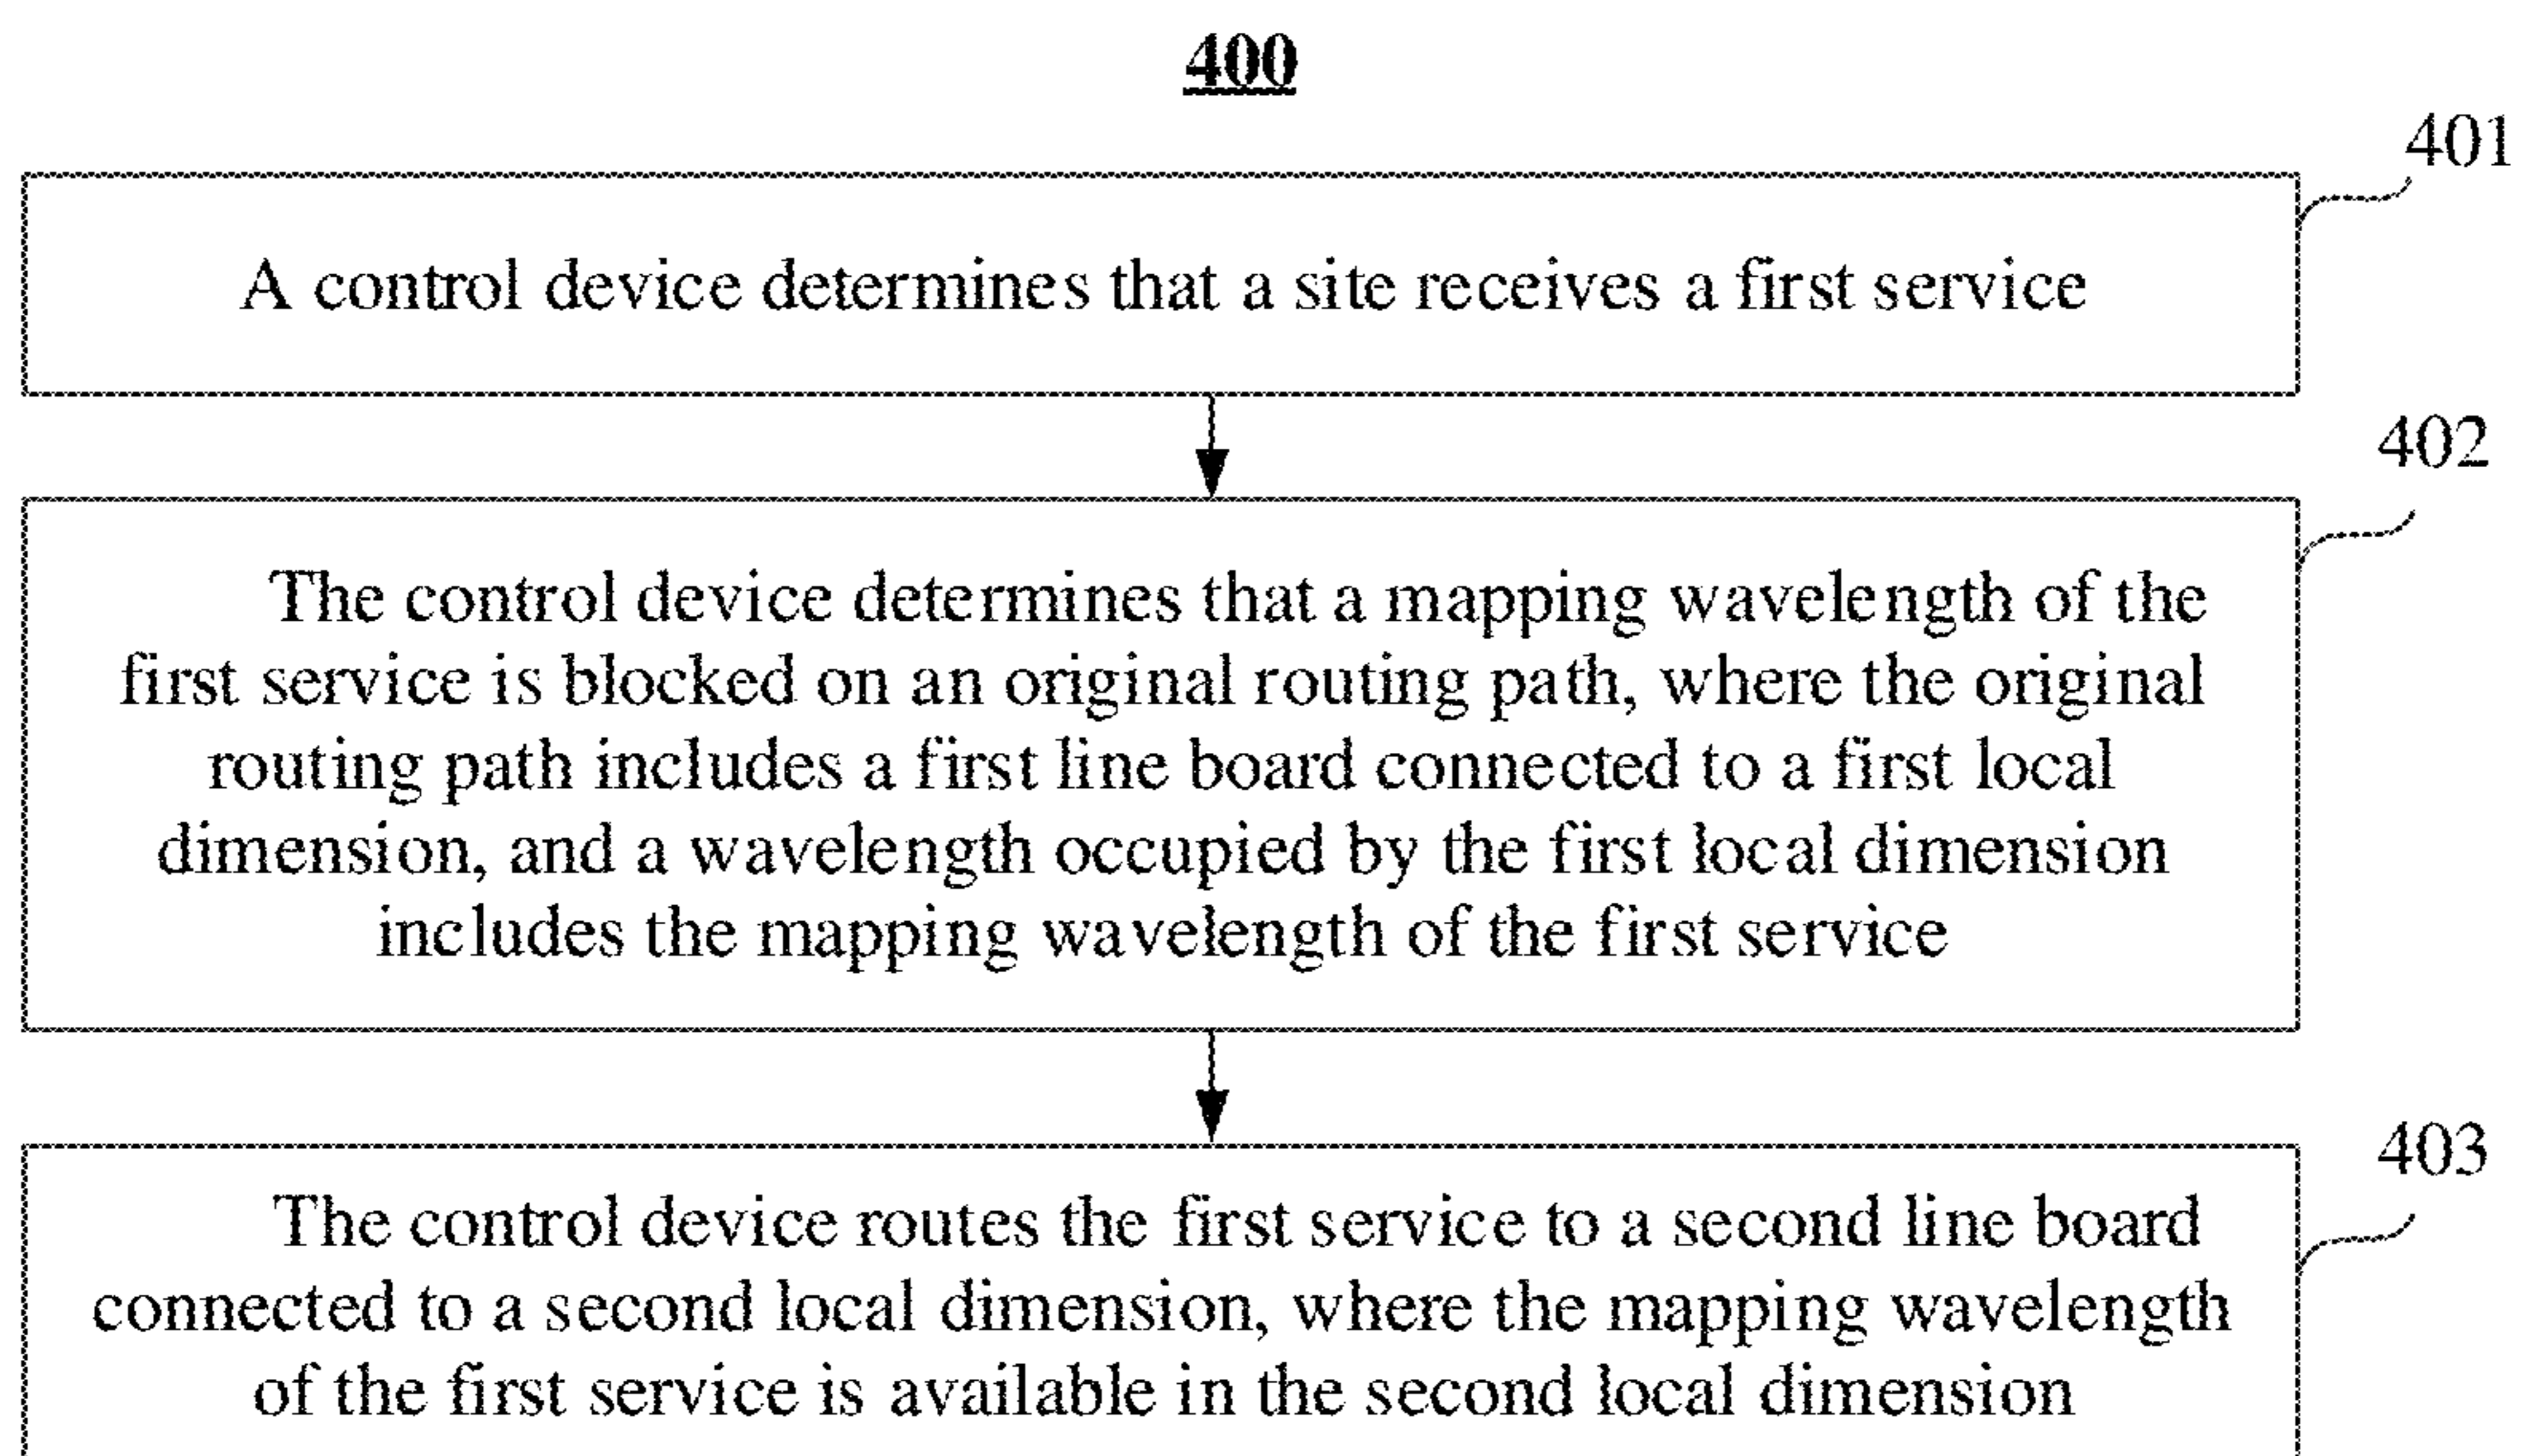 400
401
A control device determines that a site receives a first service
402
The control device determines that a mapping wavelength of the
first service is blocked on an original routing path, where the original
routing path includes a first line board connected to a first local
dimension, and a wavelength occupied by the first local dimension
includes the mapping wavelength of the first service
403
The control device routes the first service to a second line board
connected to a second local dimension, where the mapping wavelength
of the first service is available in the second local dimension